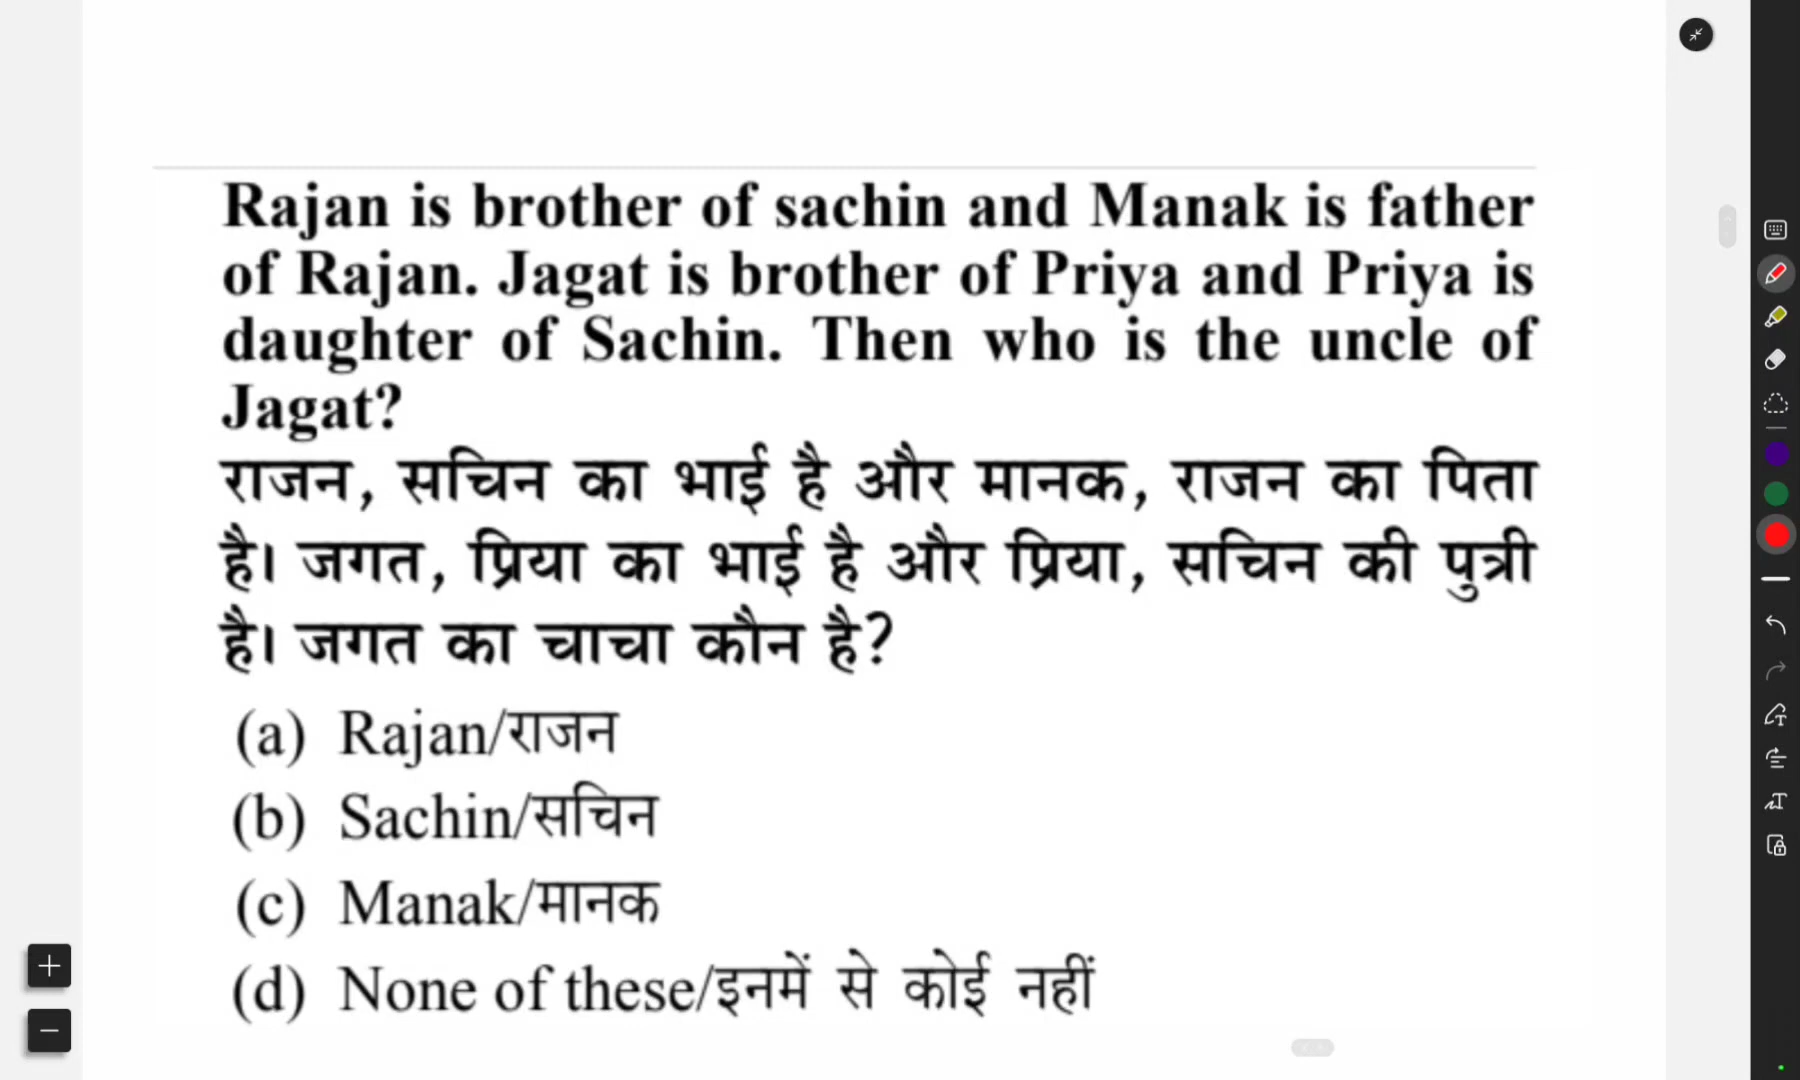 Rajan is brother of sachin and Manak is father
of Rajan. Jagat is brother of Priya and Priya is
daughter of Sachin. Then who is the uncle of
Jagat?
राजन, सचिन का भाई है और मानक, राजन का पिता
है। जगत, प्रिया का भाई है और प्रिया, सचिन की पुत्री
है। जगत का चाचा कौन है?
(a) Rajan/राजन
(b) Sachin/सचिन
(c) Manak/मानक
(d) None of these/इनमें से कोई नहीं